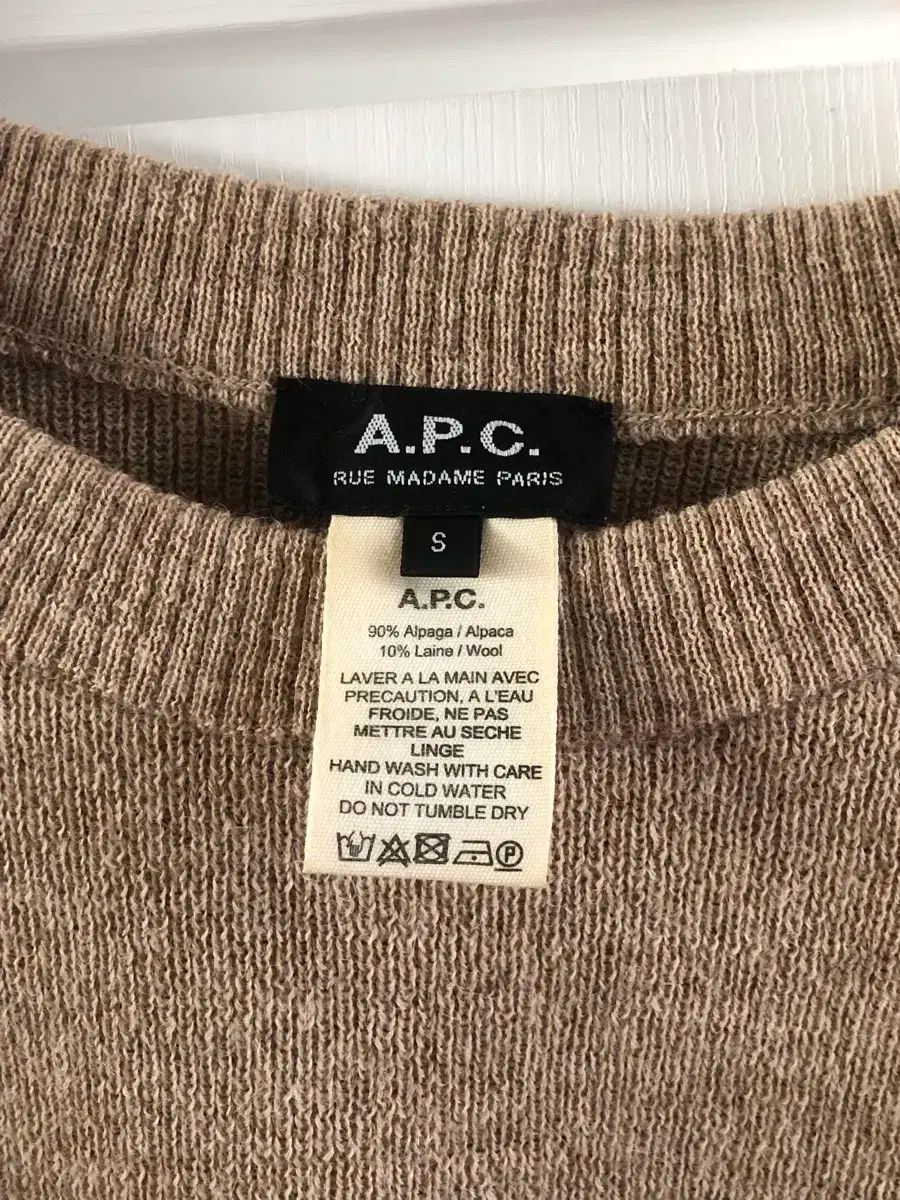 A.P.C.
RUE MADAME PARIS
S
A.P.C.
90% Alpaga / Alpaca
10% Laine / Wool
LAVER A LA MAIN AVEC
PRECAUTION, A L'EAU
FROIDE, NE PAS
METTRE AU SECHE
LINGE
HAND WASH WITH CARE
IN COLD WATER
DO NOT TUMBLE DRY
P